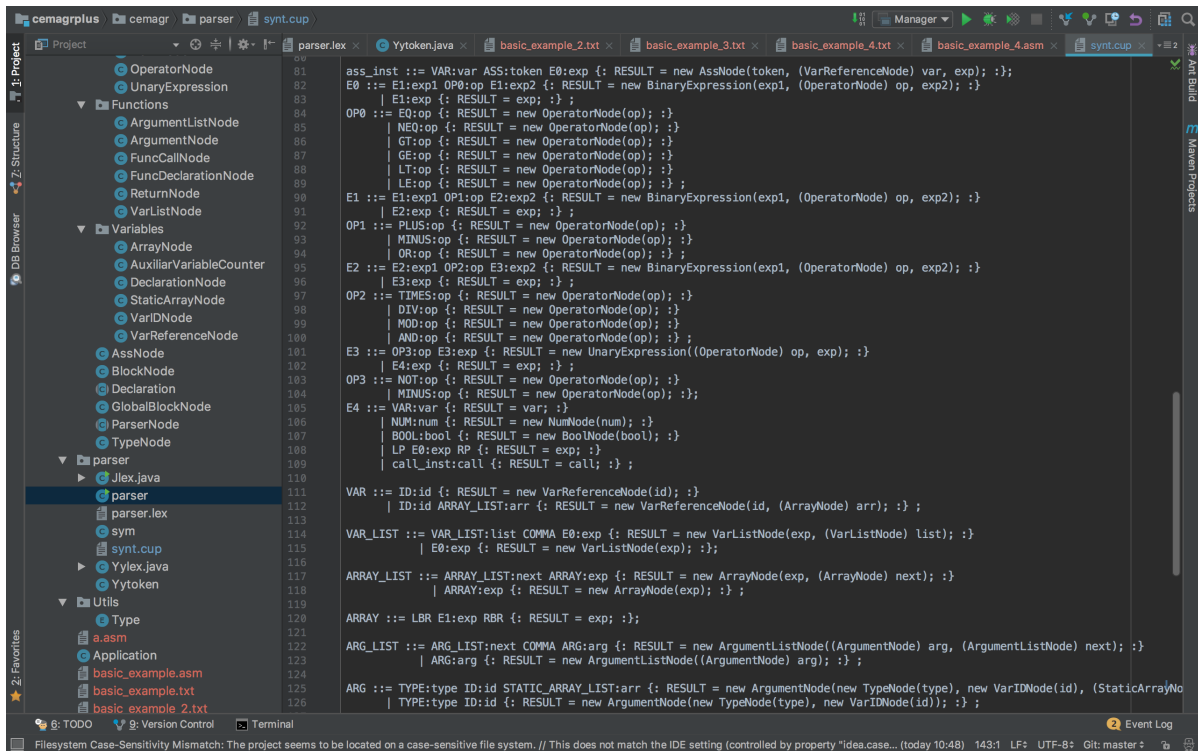 cemagrplus
cemagr
parser
synt.cup
Manager
Project
parser.lex
Yytoken.java
basic_example_2.txt
basic_example_3.txt
basic_example_4.txt
basic_example_4.asm
synt.cup
2
1: Project
Z: Structure
DB Browser
2: Favorites
OperatorNode
UnaryExpression
Functions
ArgumentListNode
ArgumentNode
FuncCallNode
FuncDeclarationNode
ReturnNode
VarListNode
Variables
ArrayNode
AuxiliarVariableCounter
DeclarationNode
StaticArrayNode
VarIDNode
VarReferenceNode
AssNode
BlockNode
Declaration
GlobalBlockNode
ParserNode
TypeNode
parser
Jlex.java
parser
parser.lex
sym
synt.cup
Yylex.java
Yytoken
Utils
Type
a.asm
Application
basic_example.asm
basic_example.txt
basic_example_2.txt
80
81 ass_inst ::= VAR:var ASS:token E0:exp {: RESULT = new AssNode(token, (VarReferenceNode) var, exp); :};
82 E0 ::= E1:exp1 OP0:op E1:exp2 {: RESULT = new BinaryExpression(exp1, (OperatorNode) op, exp2); :}
83 | E1:exp {: RESULT = exp; :} ;
84 OP0 ::= EQ:op {: RESULT = new OperatorNode(op); :}
85 | NEQ:op {: RESULT = new OperatorNode(op); :}
86 | GT:op {: RESULT = new OperatorNode(op); :}
87 | GE:op {: RESULT = new OperatorNode(op); :}
88 | LT:op {: RESULT = new OperatorNode(op); :}
89 | LE:op {: RESULT = new OperatorNode(op); :} ;
90 E1 ::= E1:exp1 OP1:op E2:exp2 {: RESULT = new BinaryExpression(exp1, (OperatorNode) op, exp2); :}
91 | E2:exp {: RESULT = exp; :} ;
92 OP1 ::= PLUS:op {: RESULT = new OperatorNode(op); :}
93 | MINUS:op {: RESULT = new OperatorNode(op); :}
94 | OR:op {: RESULT = new OperatorNode(op); :} ;
95 E2 ::= E2:exp1 OP2:op E3:exp2 {: RESULT = new BinaryExpression(exp1, (OperatorNode) op, exp2); :}
96 | E3:exp {: RESULT = exp; :} ;
97 OP2 ::= TIMES:op {: RESULT = new OperatorNode(op); :}
98 | DIV:op {: RESULT = new OperatorNode(op); :}
99 | MOD:op {: RESULT = new OperatorNode(op); :}
100 | AND:op {: RESULT = new OperatorNode(op); :} ;
101 E3 ::= OP3:op E3:exp {: RESULT = new UnaryExpression((OperatorNode) op, exp); :}
102 | E4:exp {: RESULT = exp; :} ;
103 OP3 ::= NOT:op {: RESULT = new OperatorNode(op); :}
104 | MINUS:op {: RESULT = new OperatorNode(op); :};
105 E4 ::= VAR:var {: RESULT = var; :}
106 | NUM:num {: RESULT = new NumNode(num); :}
107 | BOOL:bool {: RESULT = new BoolNode(bool); :}
108 | LP E0:exp RP {: RESULT = exp; :}
109 | call_inst:call {: RESULT = call; :} ;
110
111 VAR ::= ID:id {: RESULT = new VarReferenceNode(id); :}
112 | ID:id ARRAY_LIST:arr {: RESULT = new VarReferenceNode(id, (ArrayNode) arr); :} ;
113
114 VAR_LIST ::= VAR_LIST:list COMMA E0:exp {: RESULT = new VarListNode(exp, (VarListNode) list); :}
115 | E0:exp {: RESULT = new VarListNode(exp); :};
116
117 ARRAY_LIST ::= ARRAY_LIST:next ARRAY:exp {: RESULT = new ArrayNode(exp, (ArrayNode) next); :}
118 | ARRAY:exp {: RESULT = new ArrayNode(exp); :} ;
119
120 ARRAY ::= LBR E1:exp RBR {: RESULT = exp; :};
121
122 ARG_LIST ::= ARG_LIST:next COMMA ARG:arg {: RESULT = new ArgumentListNode((ArgumentNode) arg, (ArgumentListNode) next); :}
123 | ARG:arg {: RESULT = new ArgumentListNode((ArgumentNode) arg); :} ;
124
125 ARG ::= TYPE:type ID:id STATIC_ARRAY_LIST:arr {: RESULT = new ArgumentNode(new TypeNode(type), new VarIDNode(id), (StaticArrayNo
126 | TYPE:type ID:id {: RESULT = new ArgumentNode(new TypeNode(type), new VarIDNode(id)); :} ;
Ant Build
Maven Projects
6: TODO
9: Version Control
Terminal
2 Event Log
Filesystem Case-Sensitivity Mismatch: The project seems to be located on a case-sensitive file system. // This does not match the IDE setting (controlled by property "idea.case... (today 10:48)
143:1
LF
UTF-8
Git: master